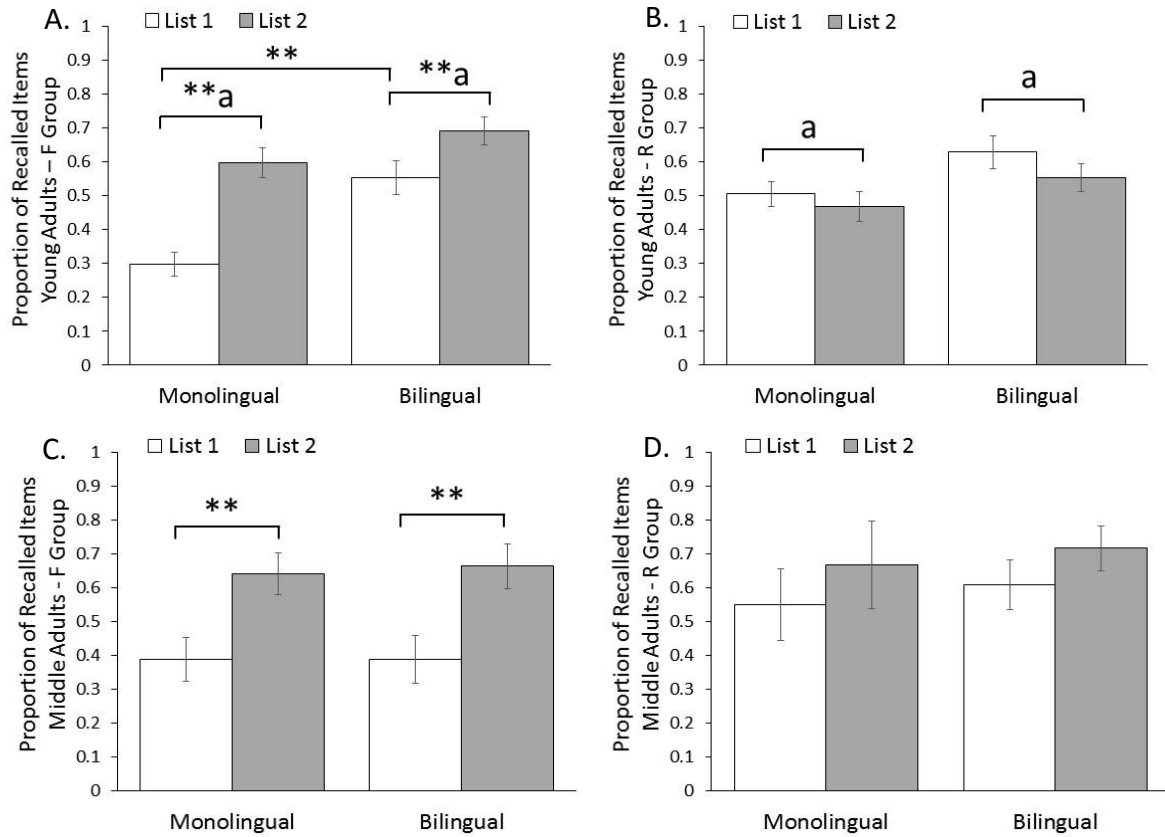 A.
List 1 List 2
Proportion of Recalled Items
Young Adults – F Group
1
0.9
0.8
0.7
0.6
0.5
0.4
0.3
0.2
0.1
0
**
**a
**a
Monolingual Bilingual
B.
List 1 List 2
Proportion of Recalled Items
Young Adults - R Group
1
0.9
0.8
0.7
0.6
0.5
0.4
0.3
0.2
0.1
0
a
a
Monolingual Bilingual
C.
List 1 List 2
Proportion of Recalled Items
Middle Adults - F Group
1
0.9
0.8
0.7
0.6
0.5
0.4
0.3
0.2
0.1
0
**
**
Monolingual Bilingual
D.
List 1 List 2
Proportion of Recalled Items
Middle Adults - R Group
1
0.9
0.8
0.7
0.6
0.5
0.4
0.3
0.2
0.1
0
Monolingual Bilingual